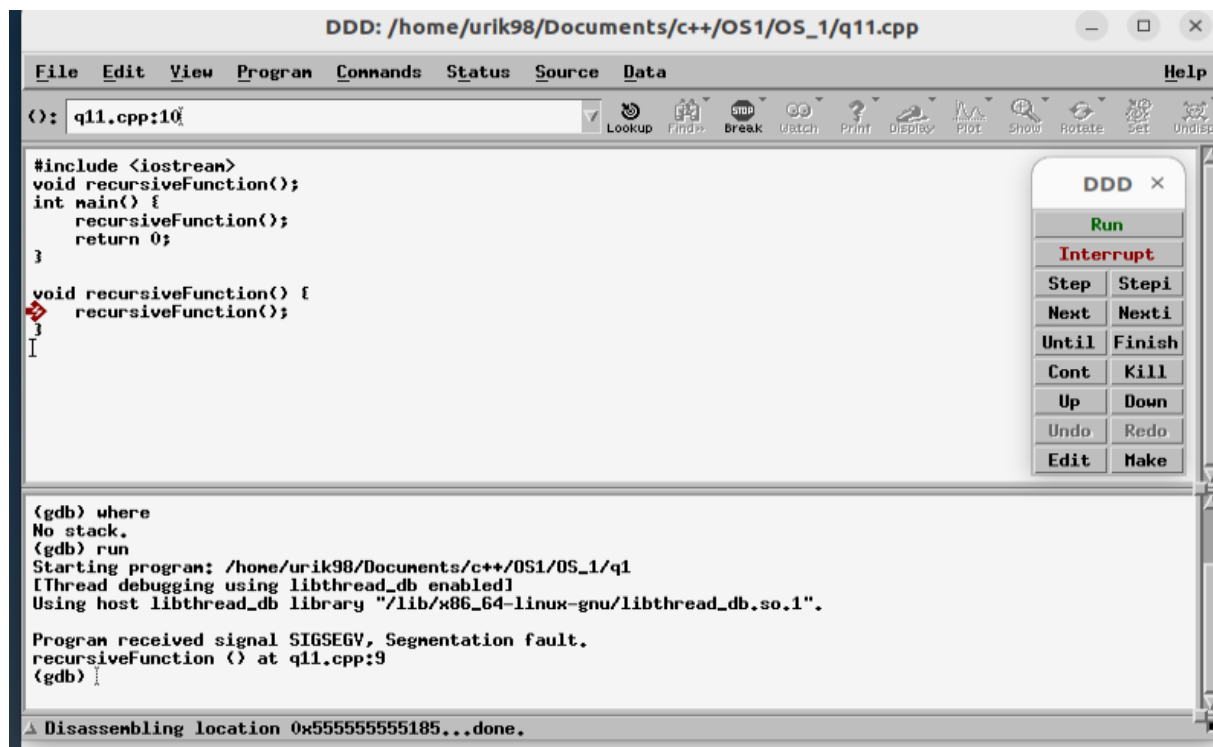 DDD: /home/urik98/Documents/c++/OS1/OS_1/q11.cpp
File Edit View Program Commands Status Source Data Help
(): q11.cpp:10
Lookup Find» Break Watch Print Display Plot Show Rotate Set Undisp
#include <iostream>
void recursiveFunction();
int main() {
    recursiveFunction();
    return 0;
}
void recursiveFunction() {
    recursiveFunction();
}
DDD
Run
Interrupt
Step Stepi
Next Nexti
Until Finish
Cont Kill
Up Down
Undo Redo
Edit Make
(gdb) where
No stack.
(gdb) run
Starting program: /home/urik98/Documents/c++/OS1/OS_1/q1
[Thread debugging using libthread_db enabled]
Using host libthread_db library "/lib/x86_64-linux-gnu/libthread_db.so.1".
Program received signal SIGSEGV, Segmentation fault.
recursiveFunction () at q11.cpp:9
(gdb)
Disassembling location 0x555555555185...done.